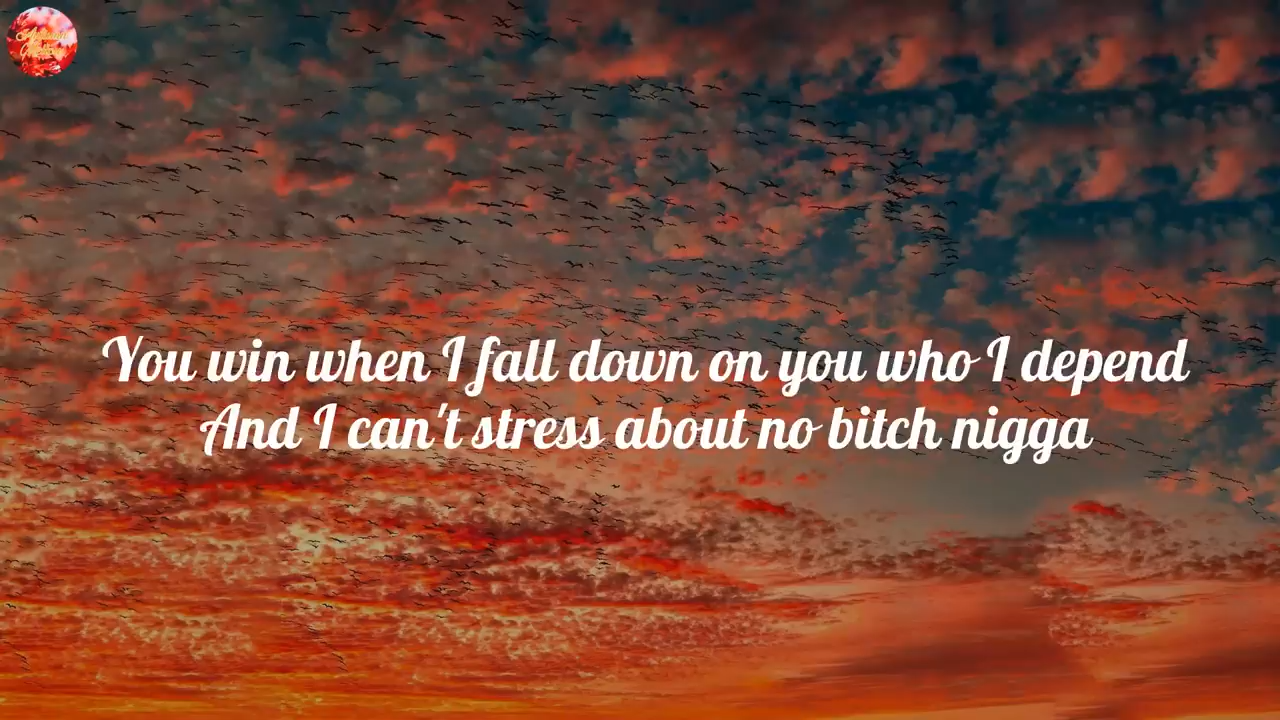 You win when I fall down on you who I depend
And I can't stress about no bitch nigga